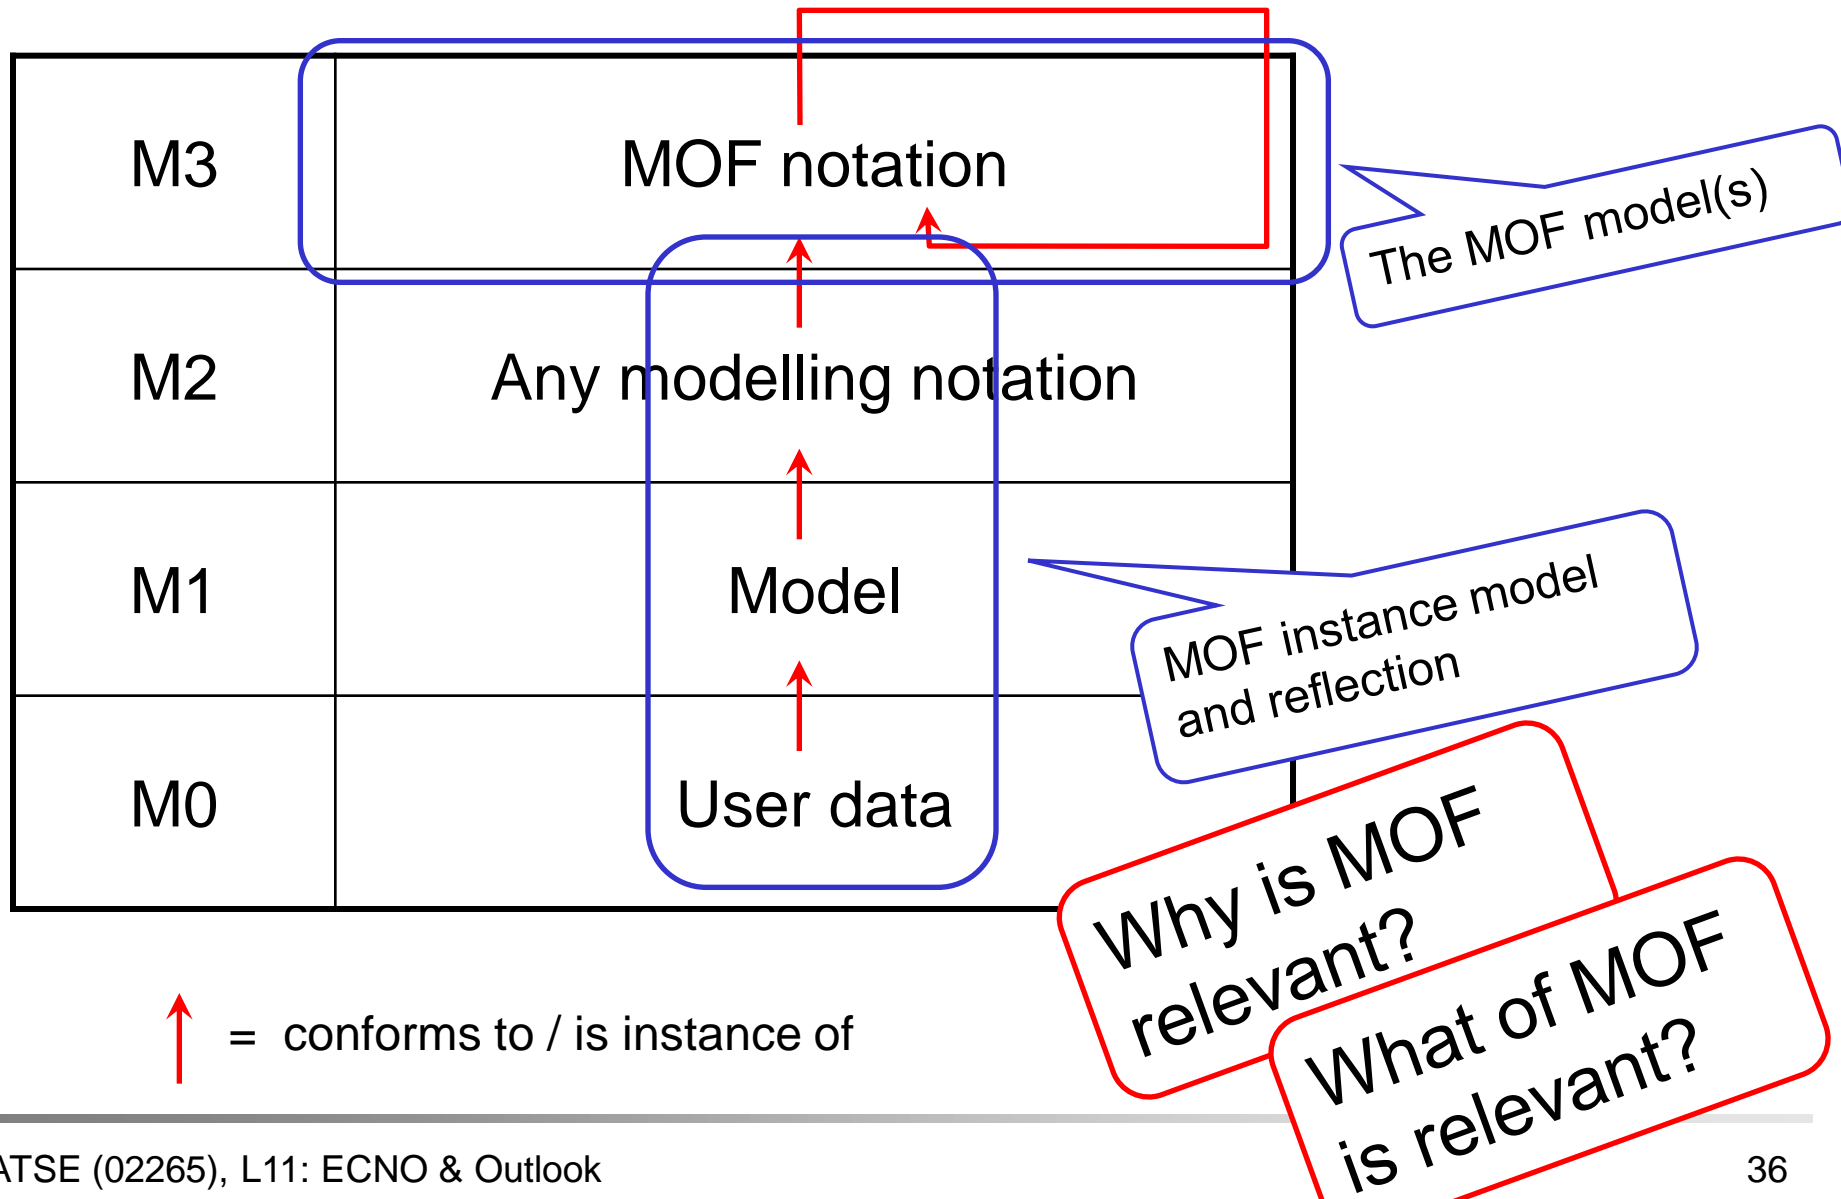 M3
MOF notation
The MOF model(s)
M2
Any modelling notation
M1
Model
MOF instance model
and reflection
M0
User data
Why is MOF
relevant?
What of MOF
is relevant?
= conforms to / is instance of
ATSE (02265), L11: ECNO & Outlook
36